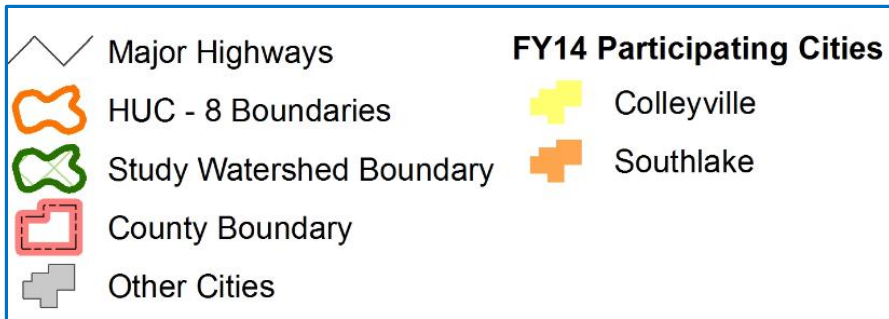 Major Highways
HUC - 8 Boundaries
Study Watershed Boundary
County Boundary
Other Cities
FY14 Participating Cities
Colleyville
Southlake